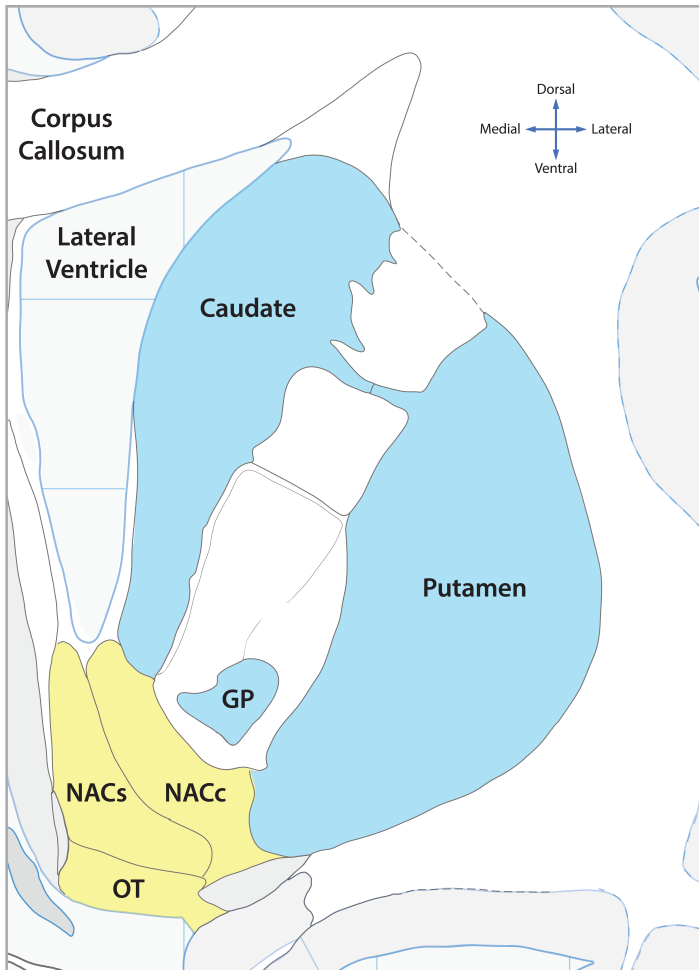 Corpus
Callosum
Dorsal
Medial
Lateral
Ventral
Lateral
Ventricle
Caudate
Putamen
GP
NACs
NACc
OT